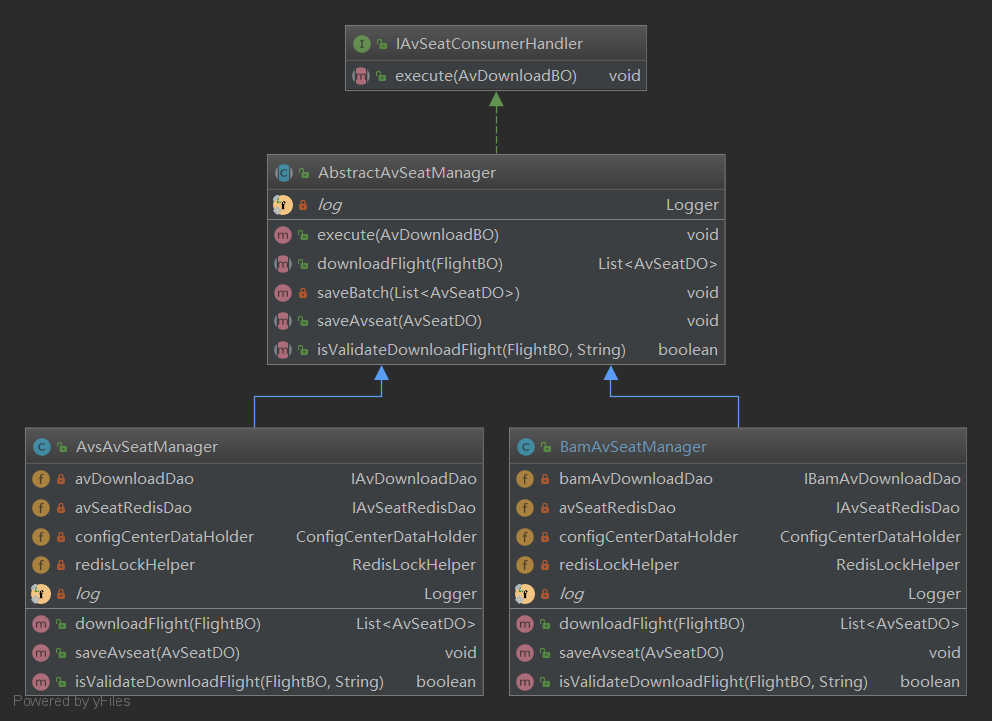 IAvSeatConsumerHandler
execute(AvDownloadBO) void
AbstractAvSeatManager
log Logger
execute(AvDownloadBO) void
downloadFlight(FlightBO) List<AvSeatDO>
saveBatch(List<AvSeatDO>) void
saveAvseat(AvSeatDO) void
isValidateDownloadFlight(FlightBO, String) boolean
AvsAvSeatManager
avDownloadDao IAvDownloadDao
avSeatRedisDao IAvSeatRedisDao
configCenterDataHolder ConfigCenterDataHolder
redisLockHelper RedisLockHelper
log Logger
downloadFlight(FlightBO) List<AvSeatDO>
saveAvseat(AvSeatDO) void
isValidateDownloadFlight(FlightBO, String) boolean
BamAvSeatManager
bamAvDownloadDao IBamAvDownloadDao
avSeatRedisDao IAvSeatRedisDao
configCenterDataHolder ConfigCenterDataHolder
redisLockHelper RedisLockHelper
log Logger
downloadFlight(FlightBO) List<AvSeatDO>
saveAvseat(AvSeatDO) void
isValidateDownloadFlight(FlightBO, String) boolean
Powered by yFiles